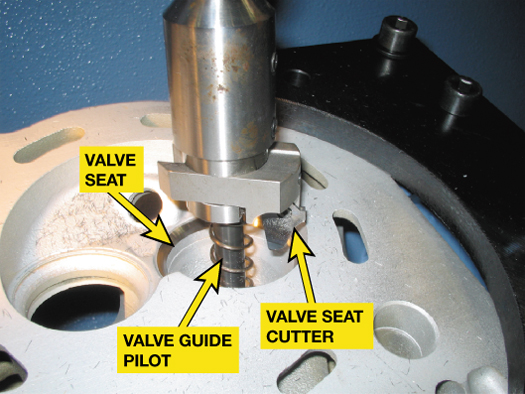 VALVE
SEAT
VALVE GUIDE
PILOT
VALVE SEAT
CUTTER